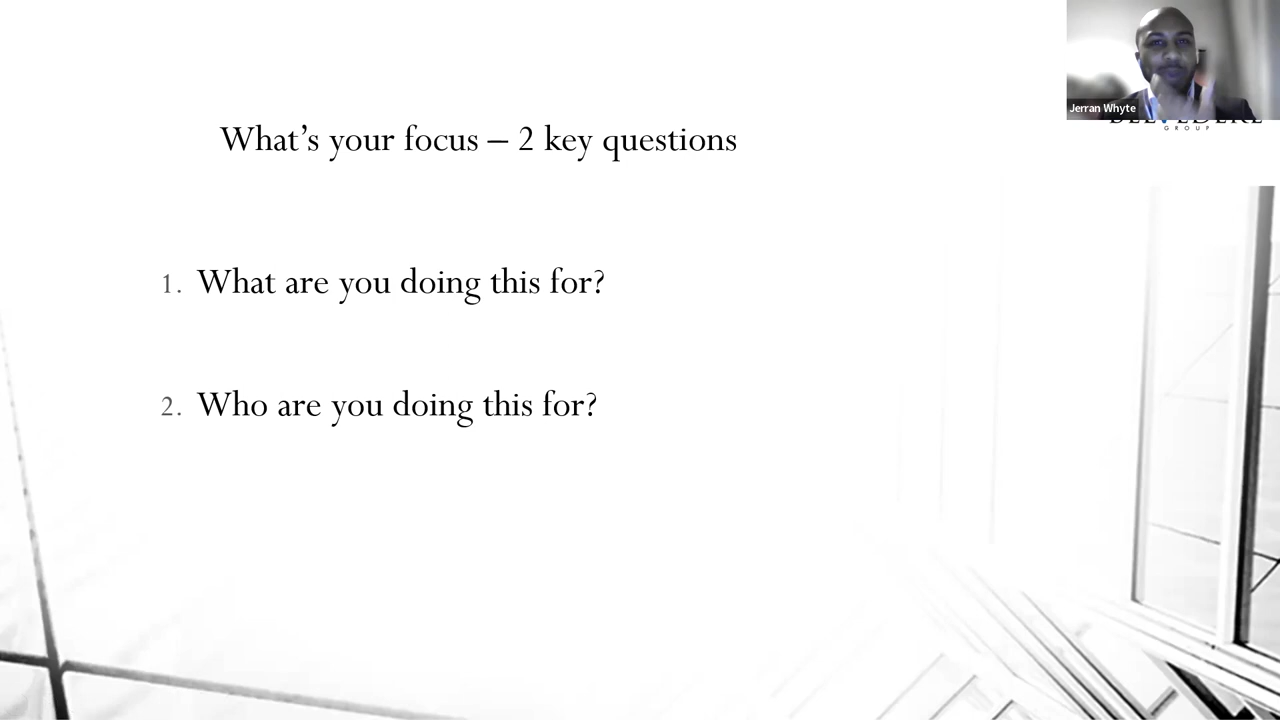 Jerran Whyte
GROUP
What's your focus – 2 key questions
1. What are you doing this for?
2. Who are you doing this for?